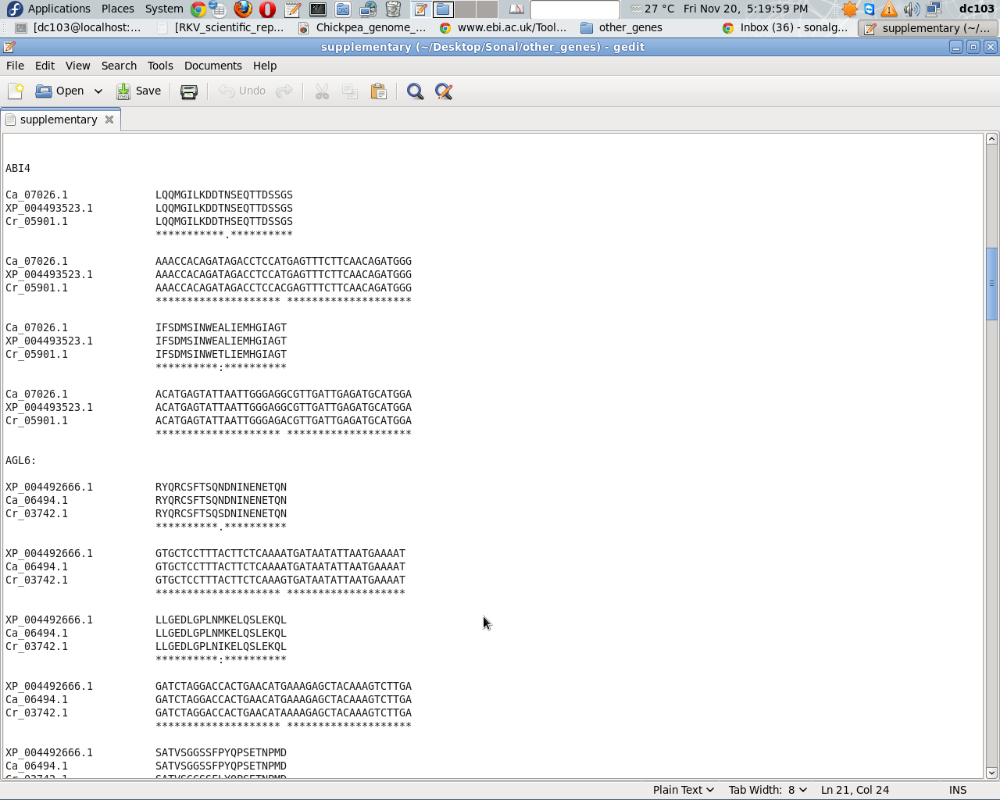 Applications Places System 27 °C Fri Nov 20, 5:19:59 PM dc103
[dc103@localhost:... [RKV_scientific_rep... Chickpea_genome_... www.ebi.ac.uk/Tool... other_genes Inbox (36) - sonalg... supplementary (~/...
supplementary (~/Desktop/Sonal/other_genes) - gedit
File Edit View Search Tools Documents Help
Open Save Undo
supplementary
ABI4
Ca_07026.1 LQQMGILKDDTNSEQTTDSSGS
XP_004493523.1 LQQMGILKDDTNSEQTTDSSGS
Cr_05901.1 LQQMGILKDDTHSEQTTDSSGS
***********.**********
Ca_07026.1 AAACCACAGATAGACCTCCATGAGTTTCTTCAACAGATGGG
XP_004493523.1 AAACCACAGATAGACCTCCATGAGTTTCTTCAACAGATGGG
Cr_05901.1 AAACCACAGATAGACCTCCACGAGTTTCTTCAACAGATGGG
******************** ********************
Ca_07026.1 IFSDMSINWEALIEMHGIAGT
XP_004493523.1 IFSDMSINWEALIEMHGIAGT
Cr_05901.1 IFSDMSINWETLIEMHGIAGT
**********:**********
Ca_07026.1 ACATGAGTATTAATTGGGAGGCGTTGATTGAGATGCATGGA
XP_004493523.1 ACATGAGTATTAATTGGGAGGCGTTGATTGAGATGCATGGA
Cr_05901.1 ACATGAGTATTAATTGGGAGACGTTGATTGAGATGCATGGA
******************** ********************
AGL6:
XP_004492666.1 RYQRCSFTSQNDNINENETQN
Ca_06494.1 RYQRCSFTSQNDNINENETQN
Cr_03742.1 RYQRCSFTSQSDNINENETQN
**********.**********
XP_004492666.1 GTGCTCCTTTACTTCTCAAAATGATAATATTAATGAAAAT
Ca_06494.1 GTGCTCCTTTACTTCTCAAAATGATAATATTAATGAAAAT
Cr_03742.1 GTGCTCCTTTACTTCTCAAAGTGATAATATTAATGAAAAT
******************** *******************
XP_004492666.1 LLGEDLGPLNMKELQSLEKQL
Ca_06494.1 LLGEDLGPLNMKELQSLEKQL
Cr_03742.1 LLGEDLGPLNIKELQSLEKQL
**********:**********
XP_004492666.1 GATCTAGGACCACTGAACATGAAAGAGCTACAAAGTCTTGA
Ca_06494.1 GATCTAGGACCACTGAACATGAAAGAGCTACAAAGTCTTGA
Cr_03742.1 GATCTAGGACCACTGAACATAAAAGAGCTACAAAGTCTTGA
******************** ********************
XP_004492666.1 SATVSGGSSFPYQPSETNPMD
Ca_06494.1 SATVSGGSSFPYQPSETNPMD
Plain Text Tab Width: 8 Ln 21, Col 24 INS